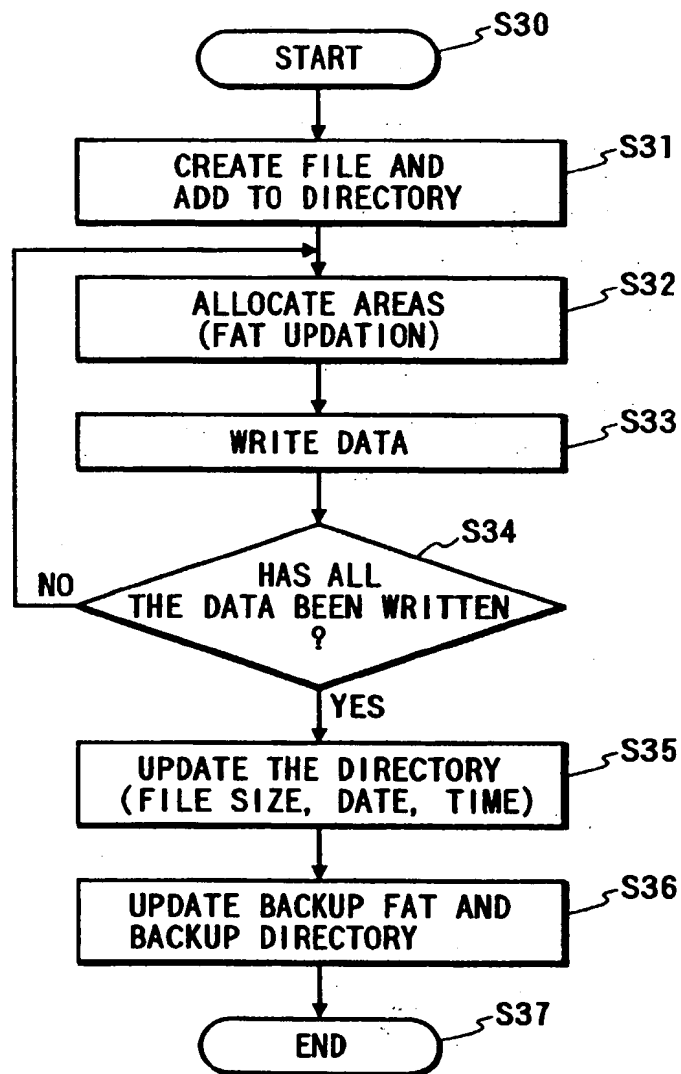 S30
START
S31
CREATE FILE AND
ADD TO DIRECTORY
S32
ALLOCATE AREAS
(FAT UPDATION)
S33
WRITE DATA
S34
HAS ALL
THE DATA BEEN WRITTEN
?
NO
YES
S35
UPDATE THE DIRECTORY
(FILE SIZE, DATE, TIME)
S36
UPDATE BACKUP FAT AND
BACKUP DIRECTORY
S37
END